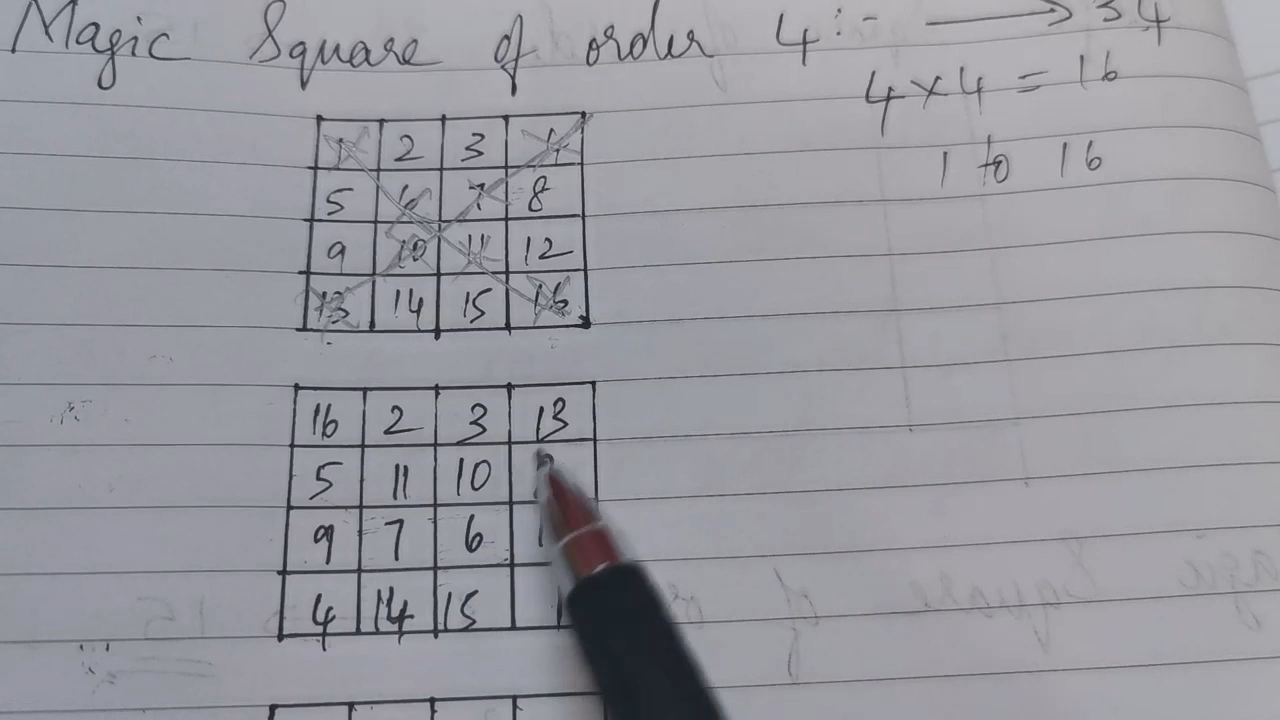 Magic Square of order 4:- → 34
4 × 4 = 16
1 to 16
1 2 3 4
5 6 7 8
9 10 11 12
13 14 15 16
16 2 3 13
5 11 10
9 7 6
4 14 15 1